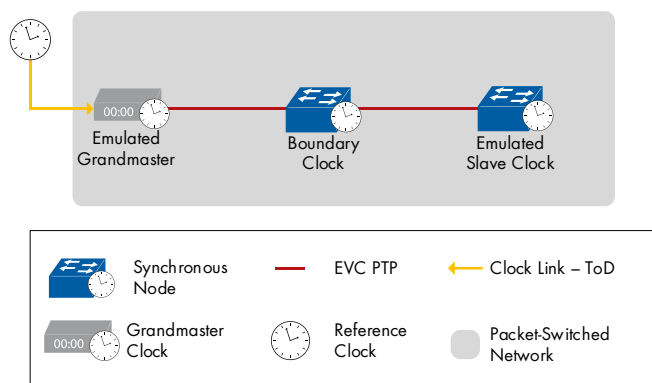 00:00
Emulated
Grandmaster
Boundary
Clock
Emulated
Slave Clock
Synchronous
Node
EVC PTP
Clock Link – ToD
00:00
Grandmaster
Clock
Reference
Clock
Packet-Switched
Network